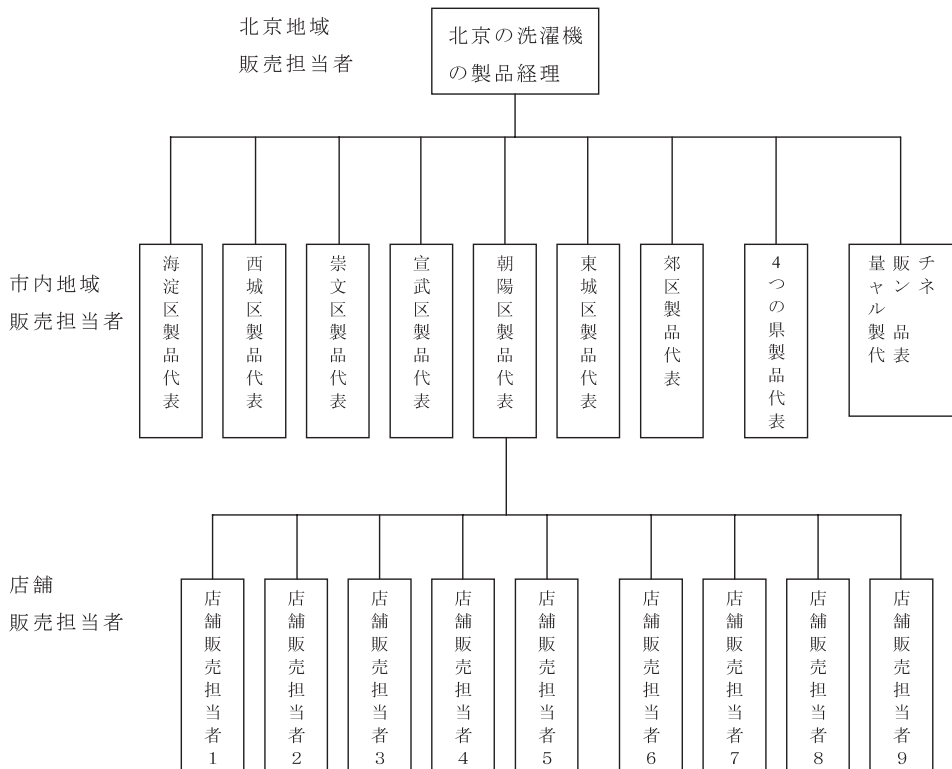 北京地域
販売担当者
北京の洗濯機
の製品経理
市内地域
販売担当者
海淀区製品代表
西城区製品代表
崇文区製品代表
宣武区製品代表
朝陽区製品代表
東城区製品代表
郊区製品代表
4つの県製品代表
量販チ
ャンネ
ル
製品
代表
店舗
販売担当者
店舗販売担当者1
店舗販売担当者2
店舗販売担当者3
店舗販売担当者4
店舗販売担当者5
店舗販売担当者6
店舗販売担当者7
店舗販売担当者8
店舗販売担当者9